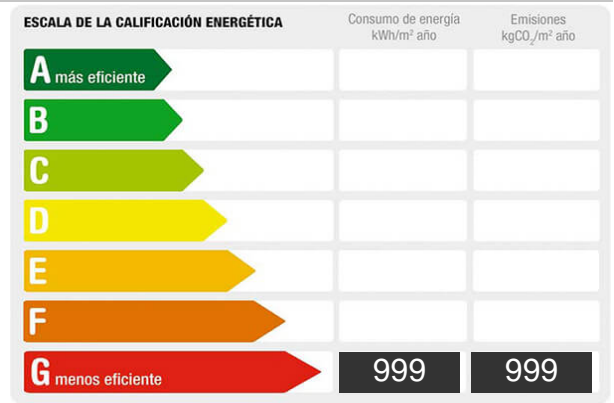 ESCALA DE LA CALIFICACIÓN ENERGÉTICA
Consumo de energía
kWh/m² año
Emisiones
kgCO₂/m² año
A más eficiente
B
C
D
E
F
G menos eficiente
999
999